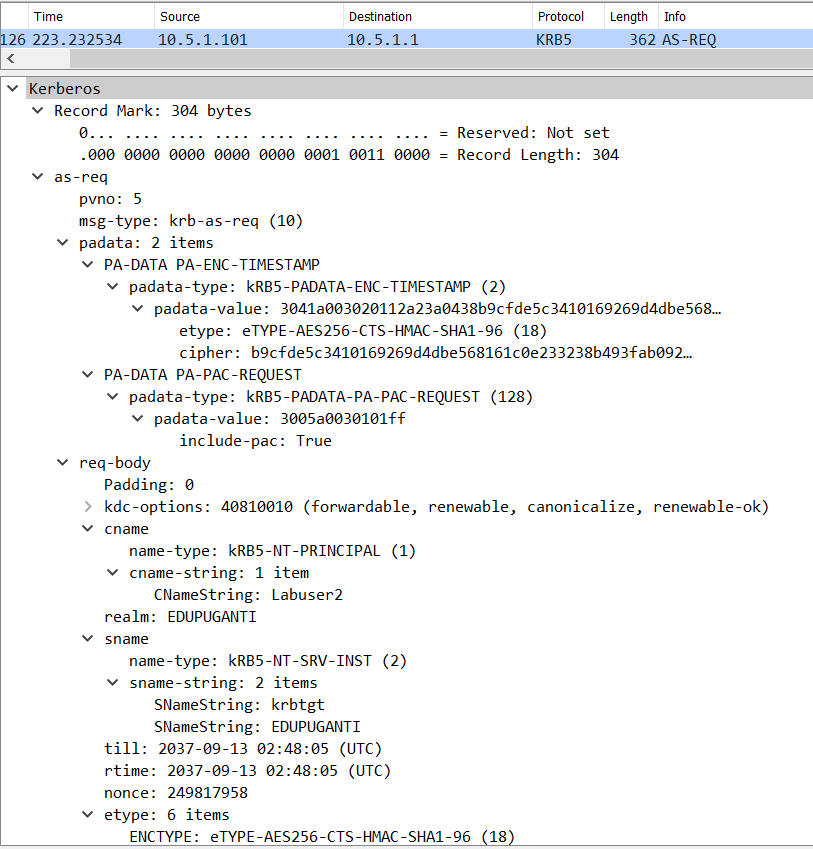 Time Source Destination Protocol Length Info
126 223.232534 10.5.1.101 10.5.1.1 KRB5 362 AS-REQ
Kerberos
Record Mark: 304 bytes
0... .... .... .... .... .... .... .... = Reserved: Not set
.000 0000 0000 0000 0000 0001 0011 0000 = Record Length: 304
as-req
pvno: 5
msg-type: krb-as-req (10)
padata: 2 items
PA-DATA PA-ENC-TIMESTAMP
padata-type: kRB5-PADATA-ENC-TIMESTAMP (2)
padata-value: 3041a003020112a23a0438b9cfde5c3410169269d4dbe568…
etype: eTYPE-AES256-CTS-HMAC-SHA1-96 (18)
cipher: b9cfde5c3410169269d4dbe568161c0e233238b493fab092…
PA-DATA PA-PAC-REQUEST
padata-type: kRB5-PADATA-PA-PAC-REQUEST (128)
padata-value: 3005a0030101ff
include-pac: True
req-body
Padding: 0
kdc-options: 40810010 (forwardable, renewable, canonicalize, renewable-ok)
cname
name-type: kRB5-NT-PRINCIPAL (1)
cname-string: 1 item
CNameString: Labuser2
realm: EDUPUGANTI
sname
name-type: kRB5-NT-SRV-INST (2)
sname-string: 2 items
SNameString: krbtgt
SNameString: EDUPUGANTI
till: 2037-09-13 02:48:05 (UTC)
rtime: 2037-09-13 02:48:05 (UTC)
nonce: 249817958
etype: 6 items
ENCTYPE: eTYPE-AES256-CTS-HMAC-SHA1-96 (18)